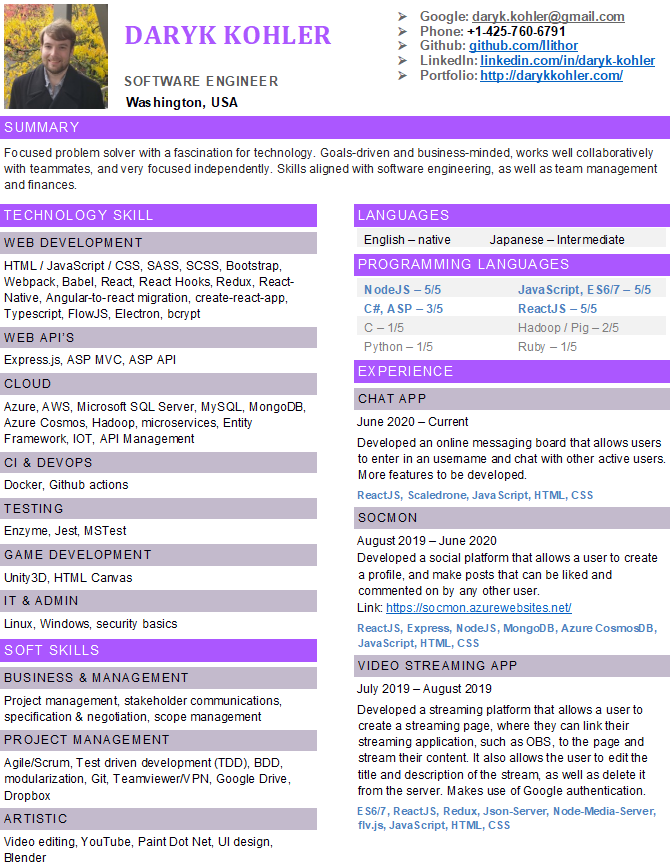 DARYK KOHLER
SOFTWARE ENGINEER
Washington, USA
➢ Google: daryk.kohler@gmail.com
➢ Phone: +1-425-760-6791
➢ Github: github.com/llithor
➢ LinkedIn: linkedin.com/in/daryk-kohler
➢ Portfolio: http://darykkohler.com/
SUMMARY
Focused problem solver with a fascination for technology. Goals-driven and business-minded, works well collaboratively
with teammates, and very focused independently. Skills aligned with software engineering, as well as team management
and finances.
TECHNOLOGY SKILL
WEB DEVELOPMENT
HTML / JavaScript / CSS, SASS, SCSS, Bootstrap,
Webpack, Babel, React, React Hooks, Redux, React-
Native, Angular-to-react migration, create-react-app,
Typescript, FlowJS, Electron, bcrypt
WEB API'S
Express.js, ASP MVC, ASP API
CLOUD
Azure, AWS, Microsoft SQL Server, MySQL, MongoDB,
Azure Cosmos, Hadoop, microservices, Entity
Framework, IOT, API Management
CI & DEVOPS
Docker, Github actions
TESTING
Enzyme, Jest, MSTest
GAME DEVELOPMENT
Unity3D, HTML Canvas
IT & ADMIN
Linux, Windows, security basics
SOFT SKILLS
BUSINESS & MANAGEMENT
Project management, stakeholder communications,
specification & negotiation, scope management
PROJECT MANAGEMENT
Agile/Scrum, Test driven development (TDD), BDD,
modularization, Git, Teamviewer/VPN, Google Drive,
Dropbox
ARTISTIC
Video editing, YouTube, Paint Dot Net, UI design,
Blender
LANGUAGES
English – native Japanese – Intermediate
PROGRAMMING LANGUAGES
NodeJS – 5/5 JavaScript, ES6/7 – 5/5
C#, ASP – 3/5 ReactJS – 5/5
C – 1/5 Hadoop / Pig – 2/5
Python – 1/5 Ruby – 1/5
EXPERIENCE
CHAT APP
June 2020 – Current
Developed an online messaging board that allows users
to enter in an username and chat with other active users.
More features to be developed.
ReactJS, Scaledrone, JavaScript, HTML, CSS
SOCMON
August 2019 – June 2020
Developed a social platform that allows a user to create
a profile, and make posts that can be liked and
commented on by any other user.
Link: https://socmon.azurewebsites.net/
ReactJS, Express, NodeJS, MongoDB, Azure CosmosDB,
JavaScript, HTML, CSS
VIDEO STREAMING APP
July 2019 – August 2019
Developed a streaming platform that allows a user to
create a streaming page, where they can link their
streaming application, such as OBS, to the page and
stream their content. It also allows the user to edit the
title and description of the stream, as well as delete it
from the server. Makes use of Google authentication.
ES6/7, ReactJS, Redux, Json-Server, Node-Media-Server,
flv.js, JavaScript, HTML, CSS